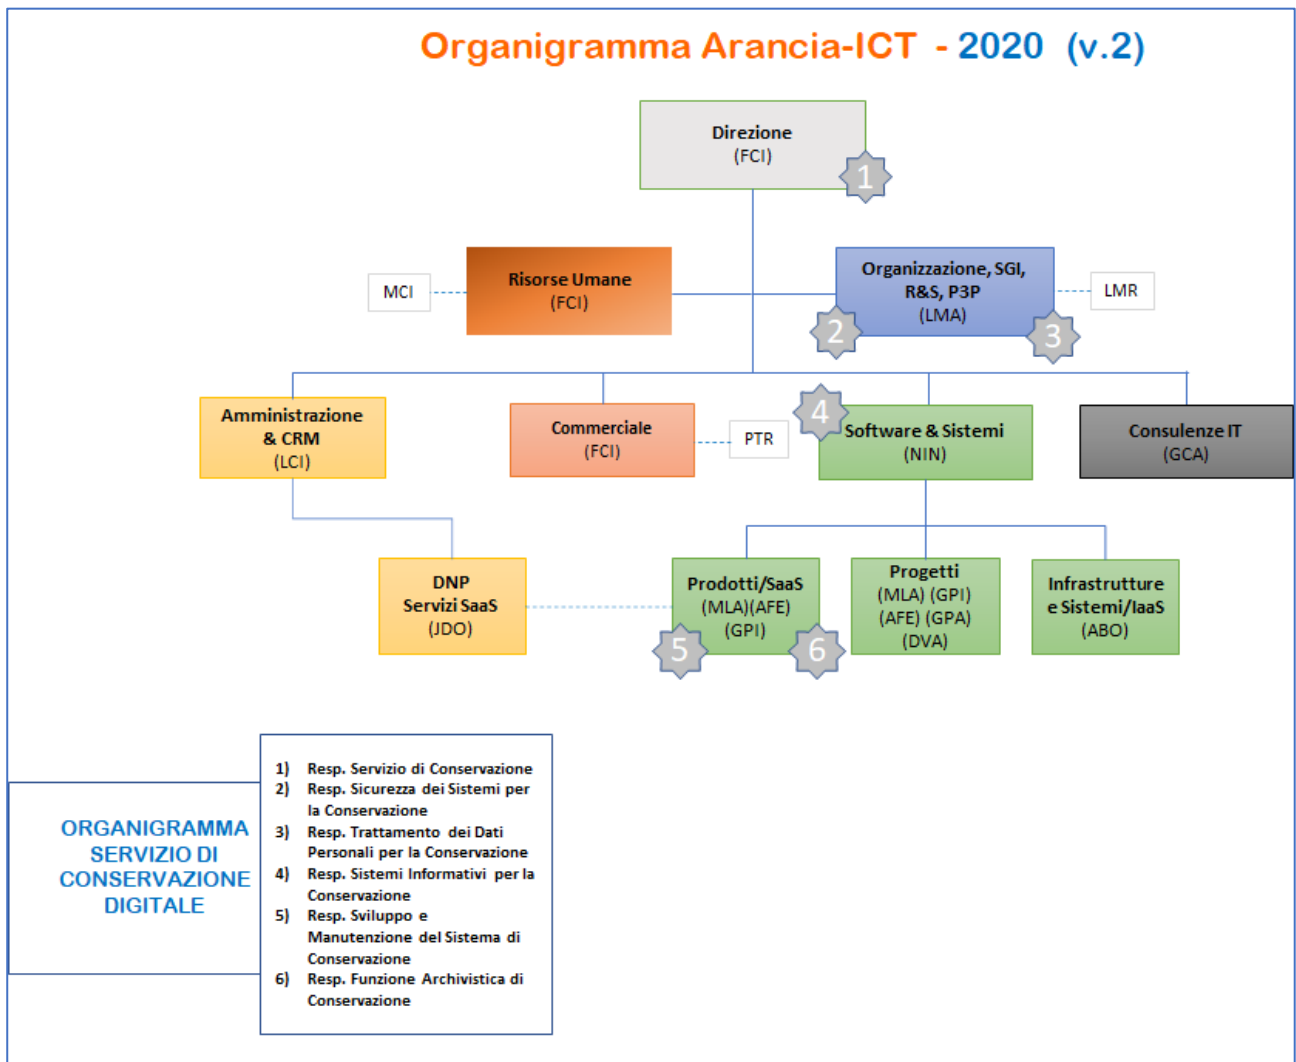 Organigramma Arancia-ICT - 2020 (v.2)
Direzione
(FCI)
1
Risorse Umane
(FCI)
MCI
Organizzazione, SGI,
R&S, P3P
(LMA)
LMR
2
3
Amministrazione
& CRM
(LCI)
Commerciale
(FCI)
PTR
4
Software & Sistemi
(NIN)
Consulenze IT
(GCA)
DNP
Servizi SaaS
(JDO)
Prodotti/SaaS
(MLA)(AFE)
(GPI)
5
6
Progetti
(MLA) (GPI)
(AFE) (GPA)
(DVA)
Infrastrutture
e Sistemi/IaaS
(ABO)
ORGANIGRAMMA
SERVIZIO DI
CONSERVAZIONE
DIGITALE
1) Resp. Servizio di Conservazione
2) Resp. Sicurezza dei Sistemi per
la Conservazione
3) Resp. Trattamento dei Dati
Personali per la Conservazione
4) Resp. Sistemi Informativi per la
Conservazione
5) Resp. Sviluppo e
Manutenzione del Sistema di
Conservazione
6) Resp. Funzione Archivistica di
Conservazione